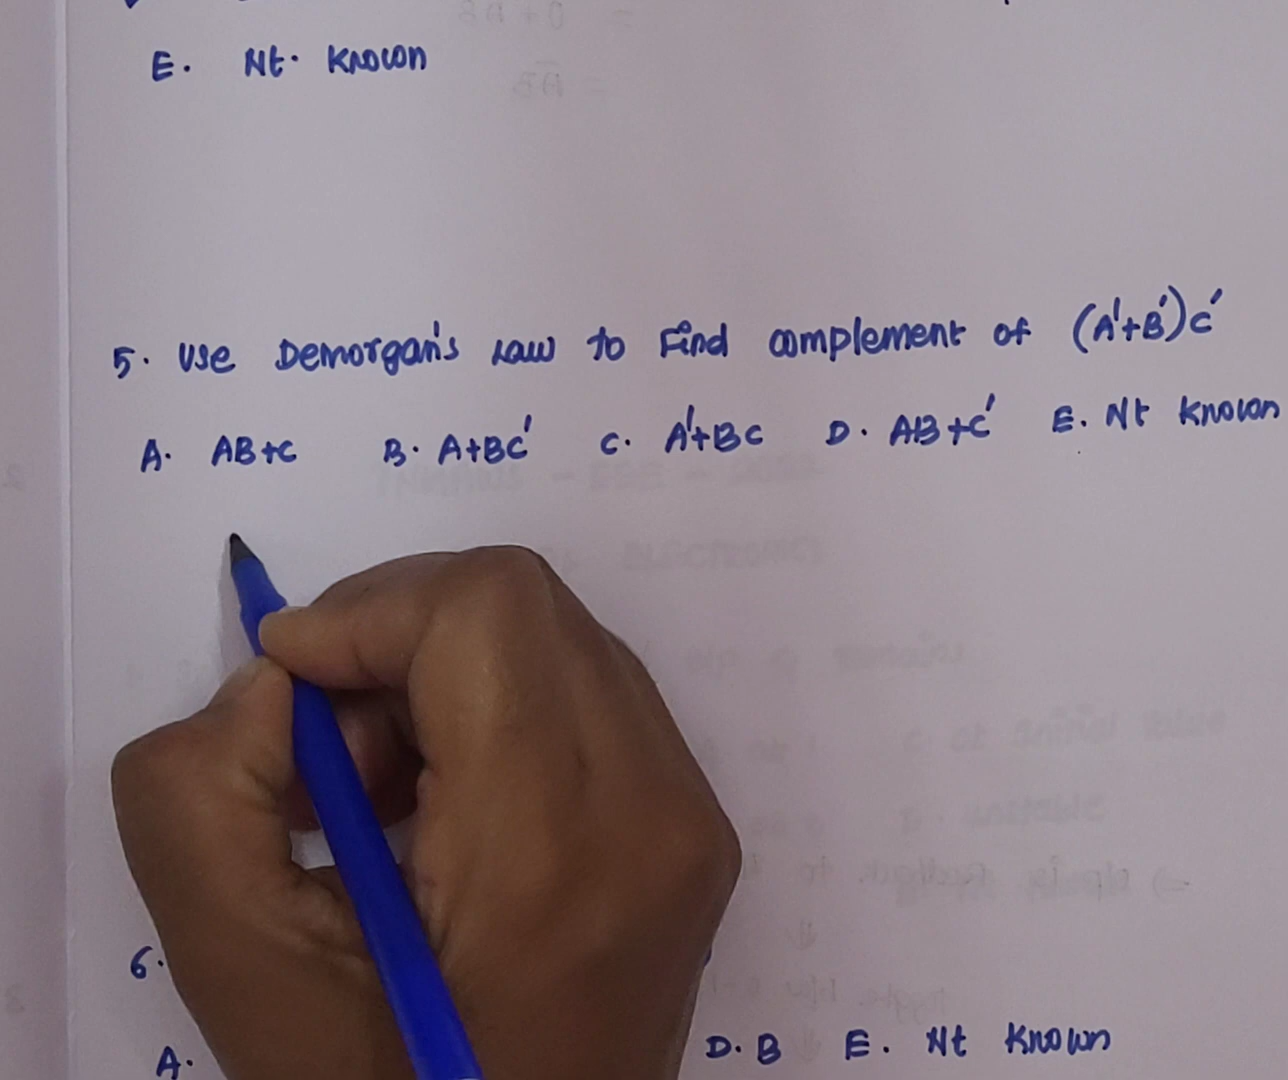 E. Nt. Known
5. Use Demorgan's Law to Find complement of (A'+B')C'
A. AB+C B. A+BC' C. A'+BC D. AB+C' E. Nt Known
6.
A. D. B E. Nt Known